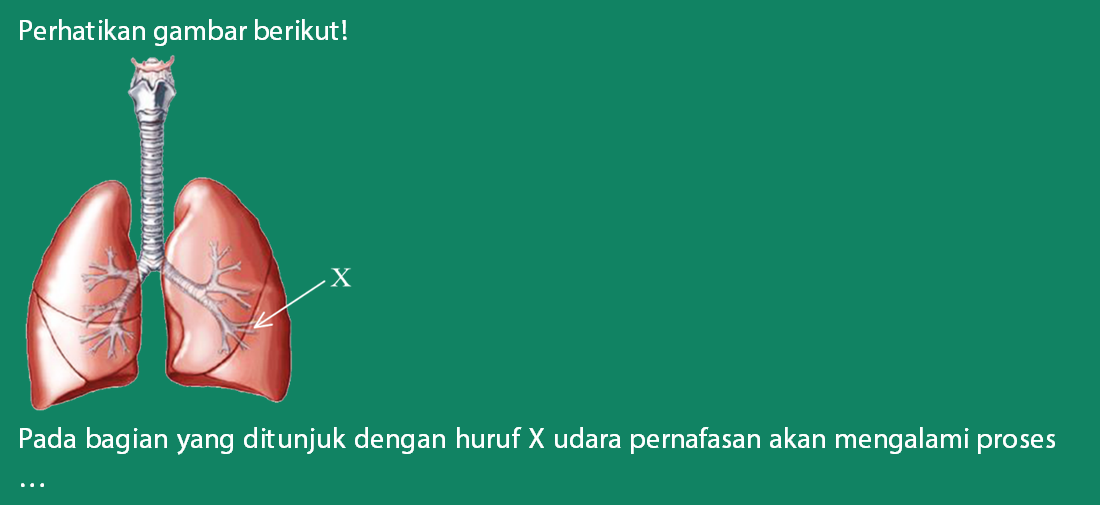 Perhatikan gambar berikut!
X
Pada bagian yang ditunjuk dengan huruf X udara pernafasan akan mengalami proses
...